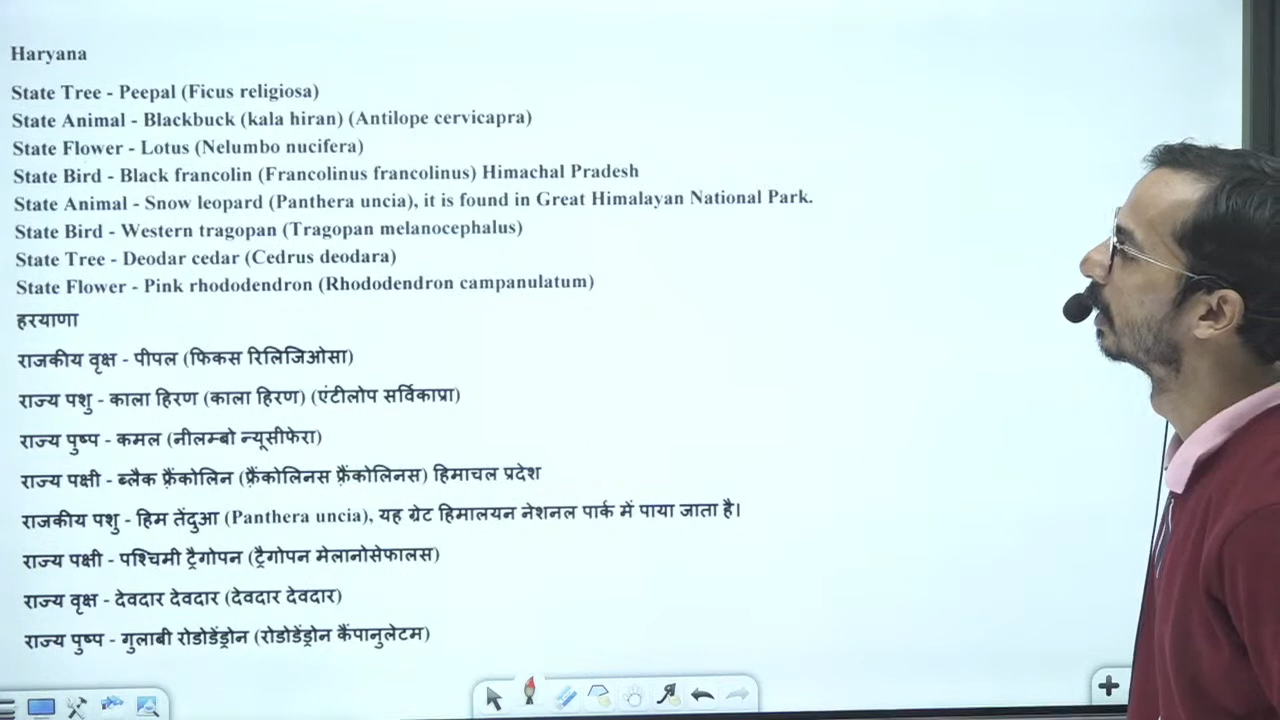 Haryana
State Tree - Peepal (Ficus religiosa)
State Animal - Blackbuck (kala hiran) (Antilope cervicapra)
State Flower - Lotus (Nelumbo nucifera)
State Bird - Black francolin (Francolinus francolinus) Himachal Pradesh
State Animal - Snow leopard (Panthera uncia), it is found in Great Himalayan National Park.
State Bird - Western tragopan (Tragopan melanocephalus)
State Tree - Deodar cedar (Cedrus deodara)
State Flower - Pink rhododendron (Rhododendron campanulatum)
हरयाणा
राजकीय वृक्ष - पीपल (फिकस रिलिजिओसा)
राज्य पशु - काला हिरण (काला हिरण) (एंटीलोप सर्विकाप्रा)
राज्य पुष्प - कमल (नीलम्बो न्यूसीफेरा)
राज्य पक्षी - ब्लैक फ्रैंकोलिन (फ्रैंकोलिनस फ्रैंकोलिनस) हिमाचल प्रदेश
राजकीय पशु - हिम तेंदुआ (Panthera uncia), यह ग्रेट हिमालयन नेशनल पार्क में पाया जाता है।
राज्य पक्षी - पश्चिमी ट्रैगोपन (ट्रैगोपन मेलानोसेफालस)
राज्य वृक्ष - देवदार देवदार (देवदार देवदार)
राज्य पुष्प - गुलाबी रोडोडेंड्रोन (रोडोडेंड्रोन कैंपानुलेटम)